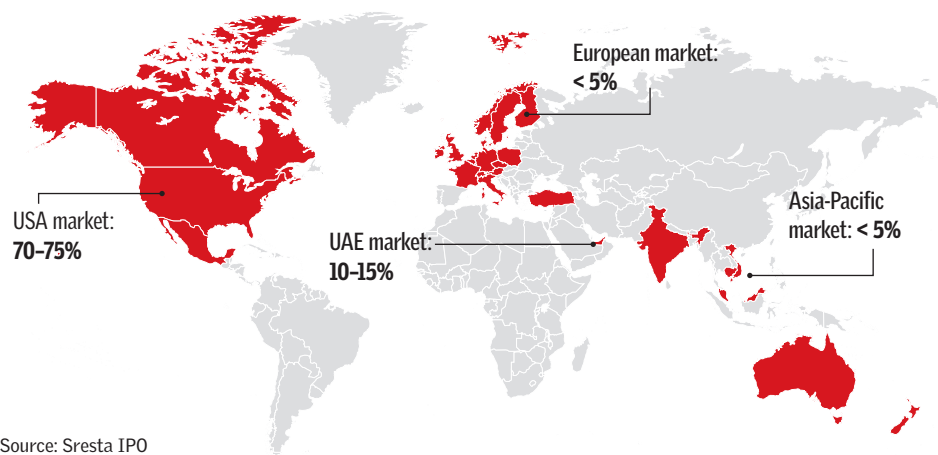 European market:
< 5%
Asia-Pacific
market: < 5%
USA market:
70–75%
UAE market:
10–15%
Source: Sresta IPO